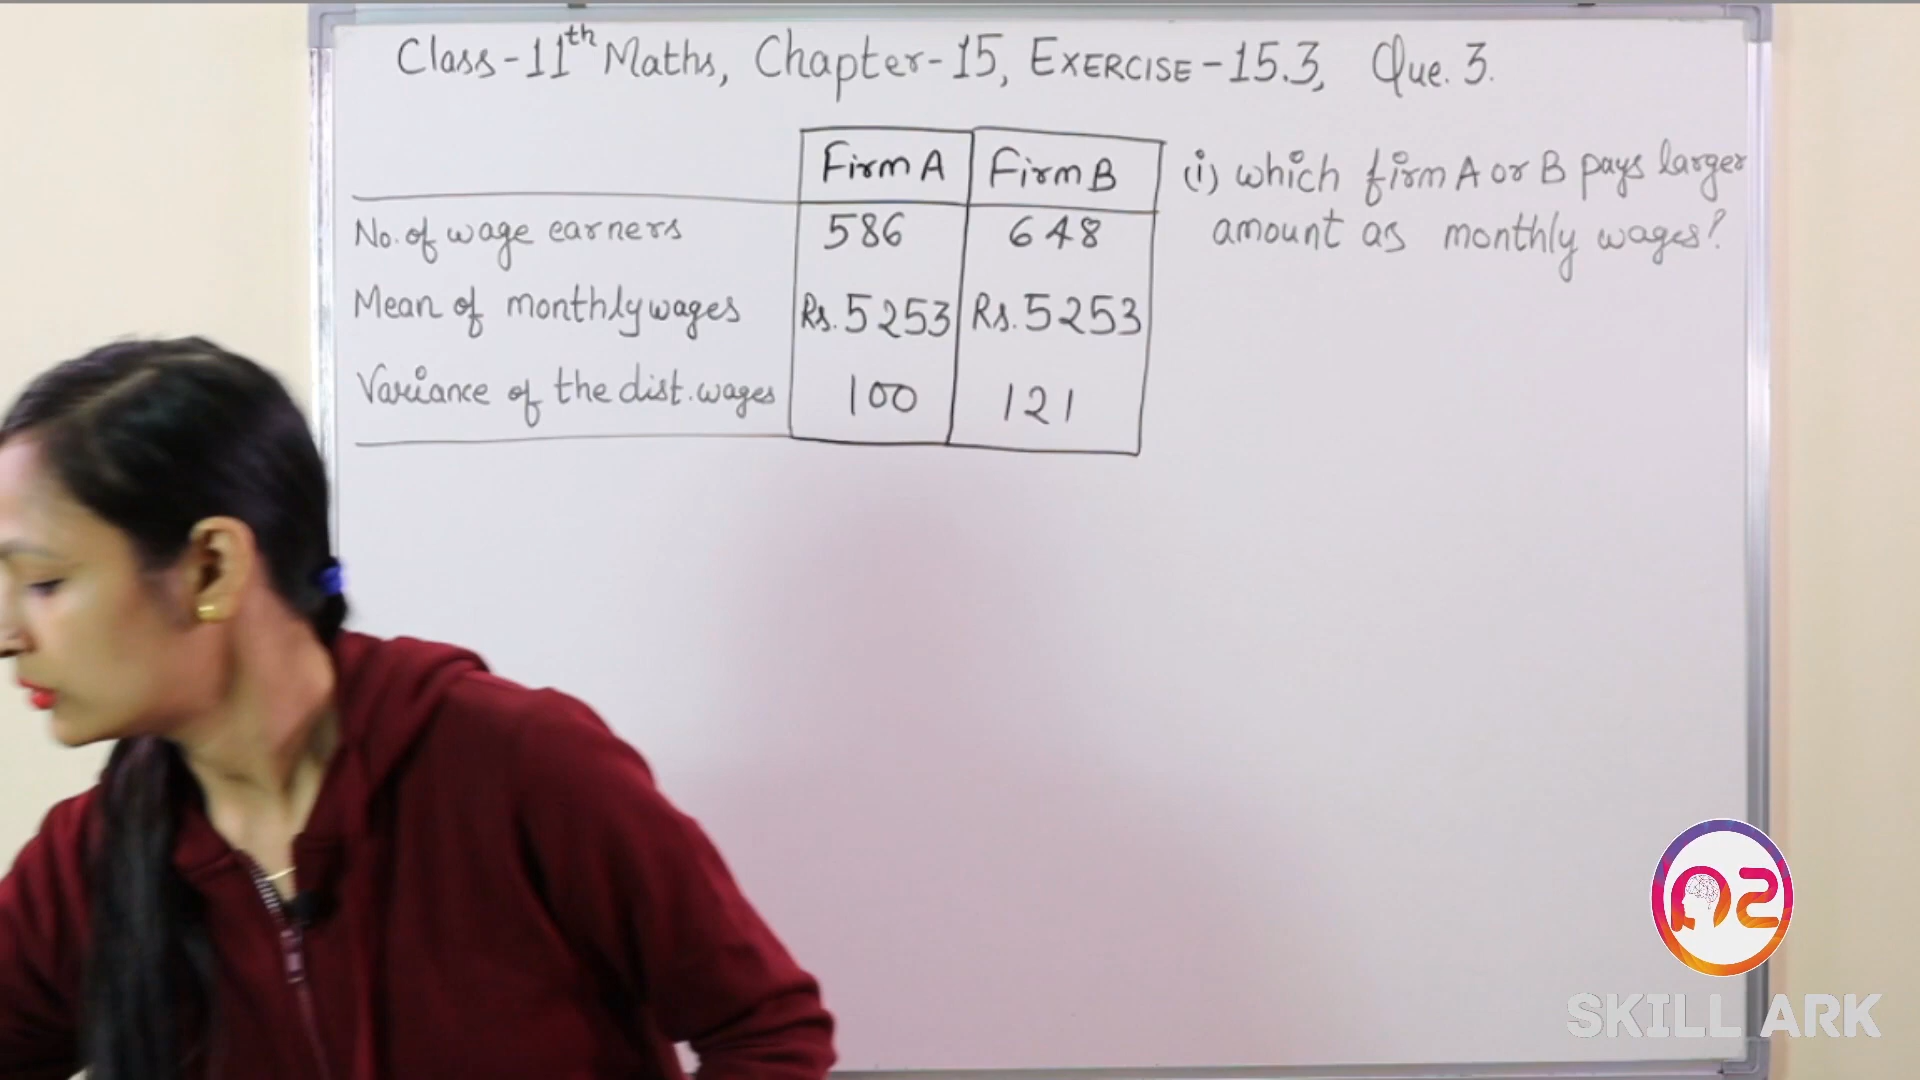 Class-11th Maths, Chapter-15, EXERCISE-15.3, Que. 3.
Firm A Firm B
No. of wage earners 586 648
Mean of monthly wages Rs. 5253 Rs. 5253
Variance of the dist. wages 100 121
(i) which firm A or B pays larger
amount as monthly wages?
SKILL ARK